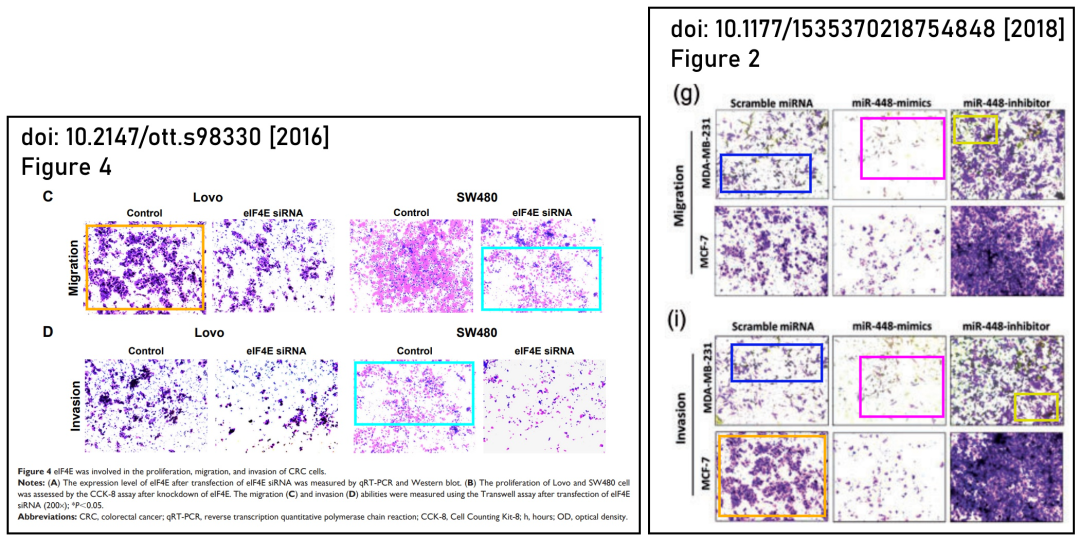 doi: 10.2147/ott.s98330 [2016]
Figure 4
C
Lovo
SW480
Control
eIF4E siRNA
Control
eIF4E siRNA
Migration
D
Lovo
SW480
Control
eIF4E siRNA
Control
eIF4E siRNA
Invasion
Figure 4 eIF4E was involved in the proliferation, migration, and invasion of CRC cells.
Notes: (A) The expression level of eIF4E after transfection of eIF4E siRNA was measured by qRT-PCR and Western blot. (B) The proliferation of Lovo and SW480 cell
was assessed by the CCK-8 assay after knockdown of eIF4E. The migration (C) and invasion (D) abilities were measured using the Transwell assay after transfection of eIF4E
siRNA (200×); *P<0.05.
Abbreviations: CRC, colorectal cancer; qRT-PCR, reverse transcription quantitative polymerase chain reaction; CCK-8, Cell Counting Kit-8; h, hours; OD, optical density.
doi: 10.1177/1535370218754848 [2018]
Figure 2
(g)
Scramble miRNA
miR-448-mimics
miR-448-inhibitor
Migration
MDA-MB-231
MCF-7
(i)
Scramble miRNA
miR-448-mimics
miR-448-inhibitor
Invasion
MDA-MB-231
MCF-7